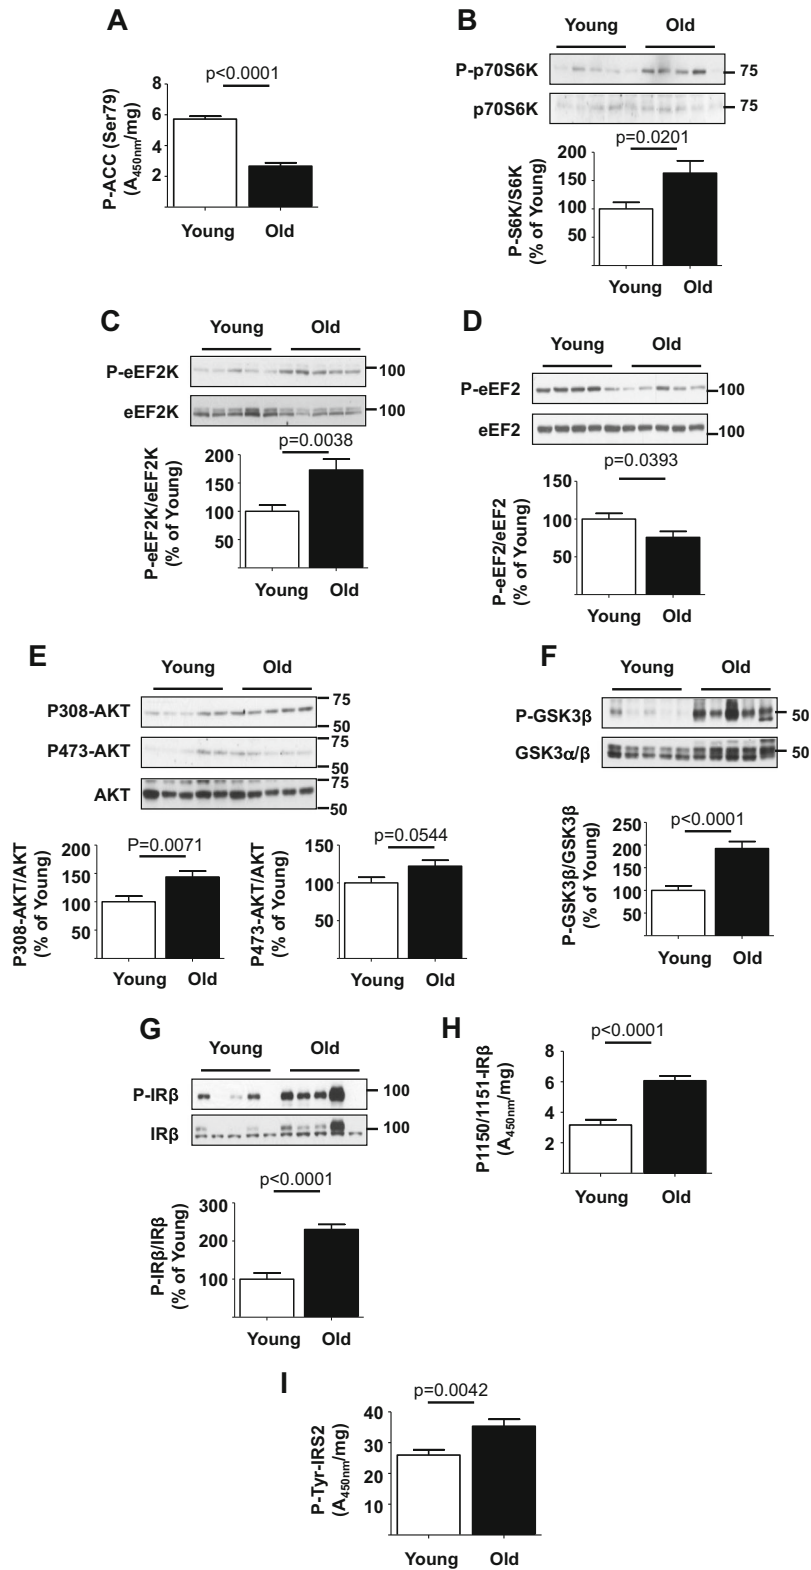 A
p<0.0001
P-ACC (Ser79)
(A450nm/mg)
8
6
4
2
Young Old
B
Young Old
P-p70S6K 75
p70S6K 75
p=0.0201
P-S6K/S6K
(% of Young)
200
150
100
50
Young Old
C
Young Old
P-eEF2K 100
eEF2K 100
p=0.0038
P-eEF2K/eEF2K
(% of Young)
200
150
100
50
Young Old
D
Young Old
P-eEF2 100
eEF2 100
p=0.0393
P-eEF2/eEF2
(% of Young)
150
100
50
Young Old
E
Young Old
75
P308-AKT
50
75
P473-AKT
50
75
AKT
50
P=0.0071
P308-AKT/AKT
(% of Young)
200
150
100
50
Young Old
p=0.0544
P473-AKT/AKT
(% of Young)
150
100
50
Young Old
F
Young Old
P-GSK3β 50
GSK3α/β 50
p<0.0001
P-GSK3β/GSK3β
(% of Young)
250
200
150
100
50
Young Old
G
Young Old
P-IRβ 100
IRβ 100
p<0.0001
P-IRβ/IRβ
(% of Young)
300
200
100
Young Old
H
p<0.0001
P1150/1151-IRβ
(A450nm/mg)
8
6
4
2
Young Old
I
p=0.0042
P-Tyr-IRS2
(A450nm/mg)
40
30
20
10
Young Old